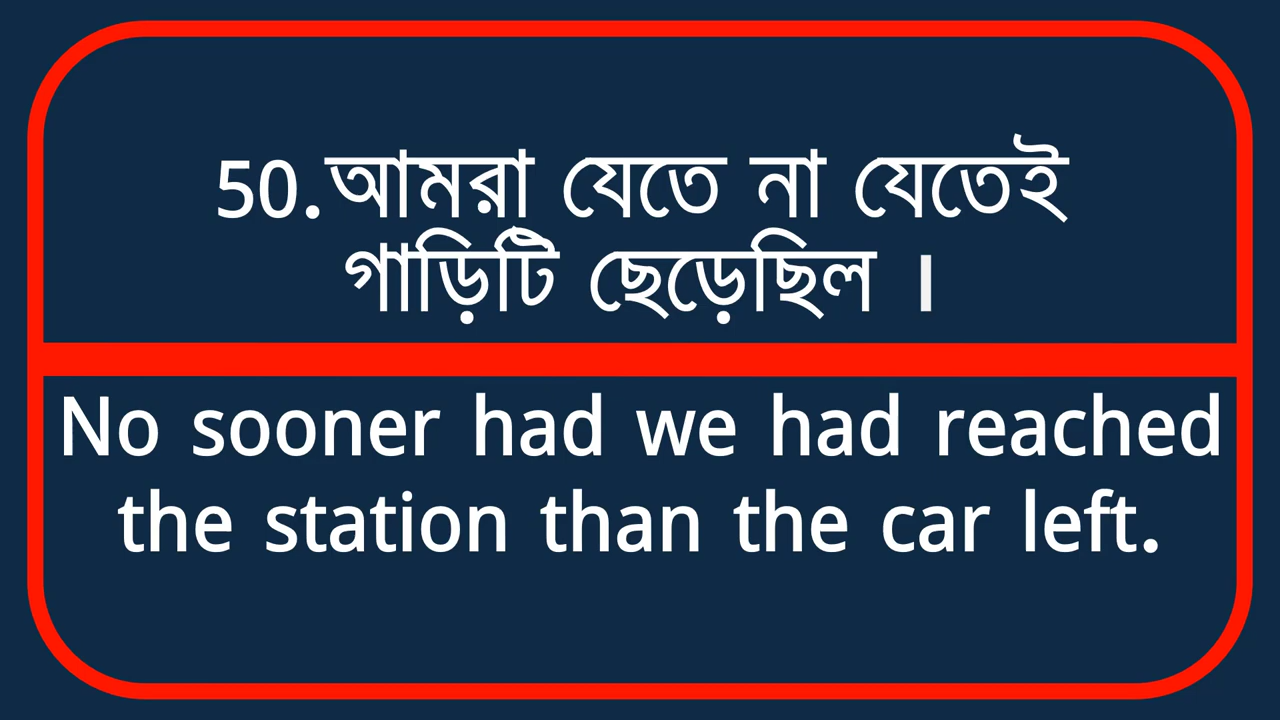 50.আমরা যেতে না যেতেই
গাড়িটি ছেড়েছিল ।
No sooner had we had reached
the station than the car left.